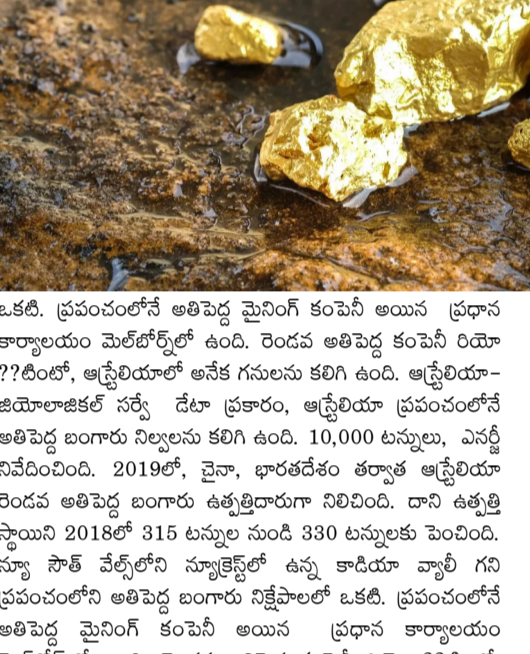 ఒకటి. ప్రపంచంలోనే అతిపెద్ద మైనింగ్ కంపెనీ అయిన ప్రధాన
కార్యాలయం మెల్‌బోర్న్‌లో ఉంది. రెండవ అతిపెద్ద కంపెనీ రియో
??టింటో, ఆస్ట్రేలియాలో అనేక గనులను కలిగి ఉంది. ఆస్ట్రేలియా-
జియోలాజికల్ సర్వే డేటా ప్రకారం, ఆస్ట్రేలియా ప్రపంచంలోనే
అతిపెద్ద బంగారు నిల్వలను కలిగి ఉంది. 10,000 టన్నులు, ఎనర్జీ
నివేదించింది. 2019లో, చైనా, భారతదేశం తర్వాత ఆస్ట్రేలియా
రెండవ అతిపెద్ద బంగారు ఉత్పత్తిదారుగా నిలిచింది. దాని ఉత్పత్తి
స్థాయిని 2018లో 315 టన్నుల నుండి 330 టన్నులకు పెంచింది.
న్యూ సౌత్ వేల్స్‌లోని న్యూక్రెస్ట్‌లో ఉన్న కాడియా వ్యాలీ గని
ప్రపంచంలోని అతిపెద్ద బంగారు నిక్షేపాలలో ఒకటి. ప్రపంచంలోనే
అతిపెద్ద మైనింగ్ కంపెనీ అయిన ప్రధాన కార్యాలయం